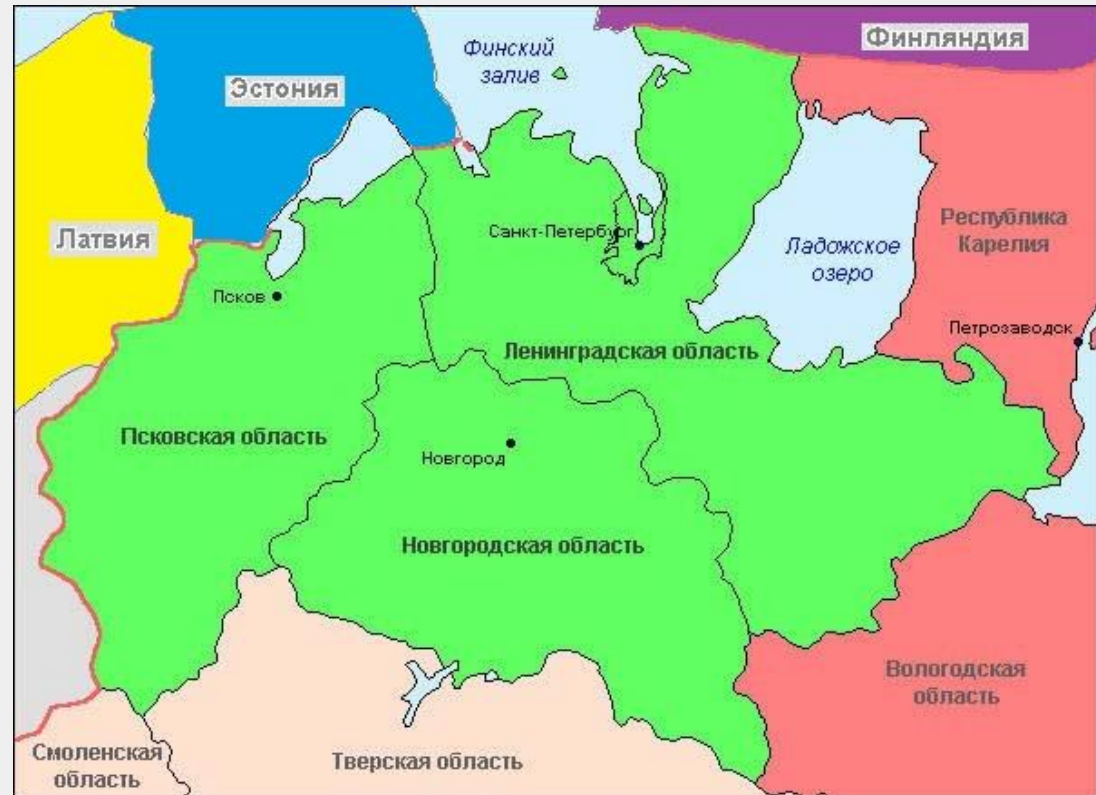 Финляндия
Финский
залив
Эстония
Латвия
Санкт-Петербург
Ладожское
озеро
Республика
Карелия
Псков
Петрозаводск
Ленинградская область
Псковская область
Новгород
Новгородская область
Вологодская
область
Смоленская
область
Тверская область